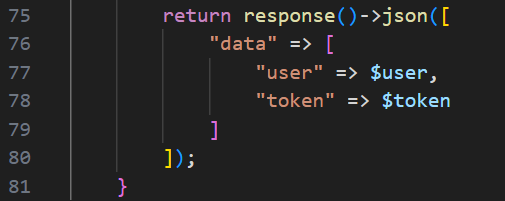 75 return response()->json([
76 "data" => [
77 "user" => $user,
78 "token" => $token
79 ]
80 ]);
81 }